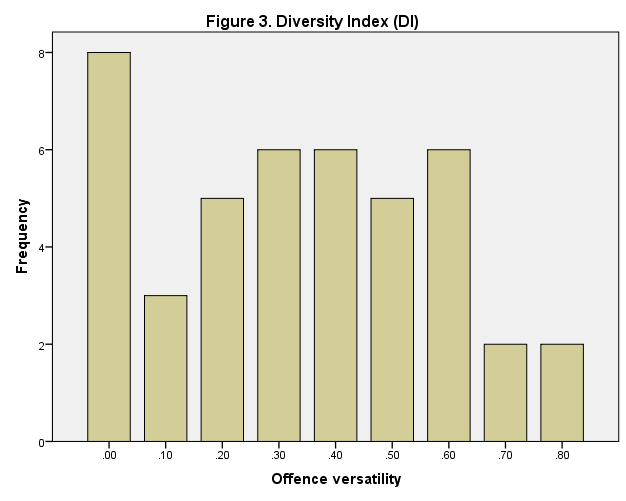 Figure 3. Diversity Index (DI)
8
6
4
2
0
Frequency
.00 .10 .20 .30 .40 .50 .60 .70 .80
Offence versatility